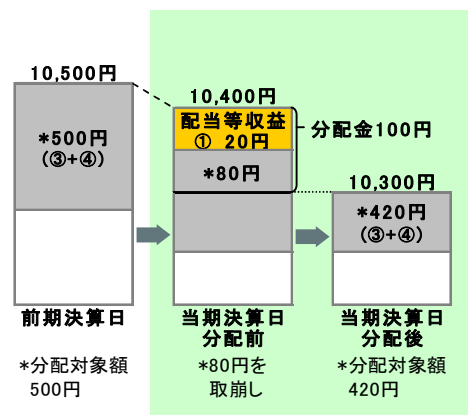 10,500円
*500円
(③+④)
前期決算日
*分配対象額
500円
10,400円
配当等収益
① 20円
*80円
分配金100円
当期決算日
分配前
*80円を
取崩し
10,300円
*420円
(③+④)
当期決算日
分配後
*分配対象額
420円